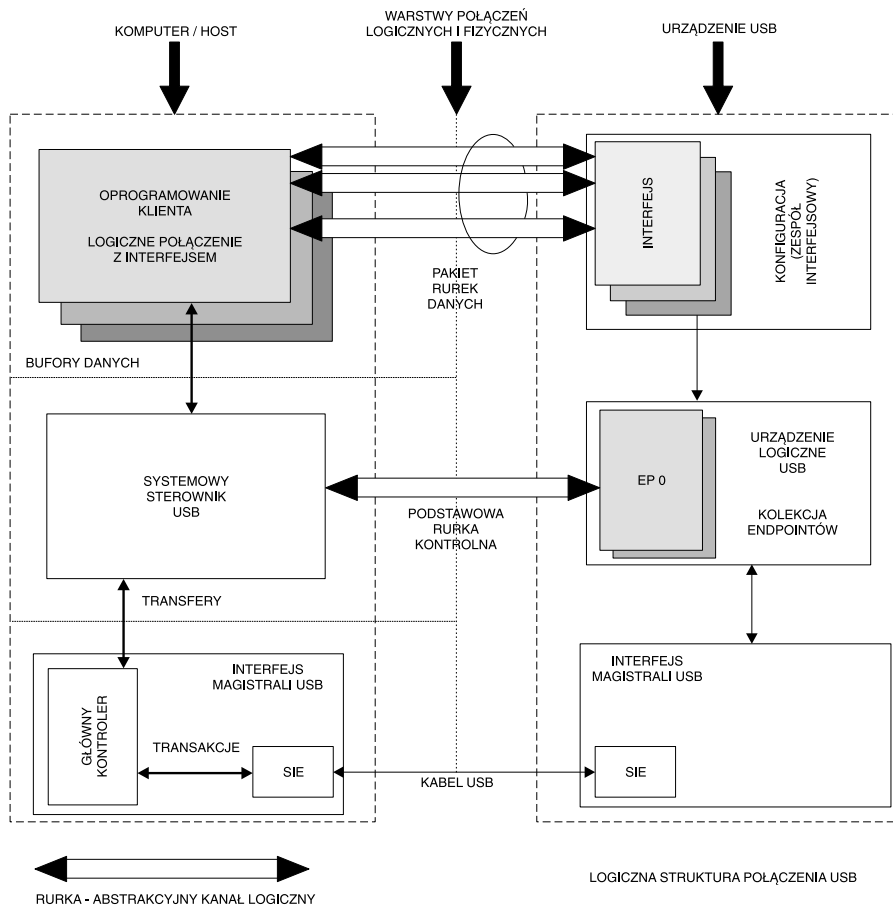 KOMPUTER / HOST
WARSTWY POŁĄCZEŃ
LOGICZNYCH I FIZYCZNYCH
URZĄDZENIE USB
OPROGRAMOWANIE
KLIENTA
LOGICZNE POŁĄCZENIE
Z INTERFEJSEM
BUFORY DANYCH
PAKIET
RUREK
DANYCH
INTERFEJS
KONFIGURACJA
(ZESPÓŁ
INTERFEJSOWY)
SYSTEMOWY
STEROWNIK
USB
PODSTAWOWA
RURKA
KONTROLNA
EP 0
URZĄDZENIE
LOGICZNE
USB
KOLEKCJA
ENDPOINTÓW
TRANSFERY
INTERFEJS
MAGISTRALI USB
GŁÓWNY
KONTROLER
TRANSAKCJE
SIE
KABEL USB
INTERFEJS
MAGISTRALI USB
SIE
RURKA - ABSTRAKCYJNY KANAŁ LOGICZNY
LOGICZNA STRUKTURA POŁĄCZENIA USB